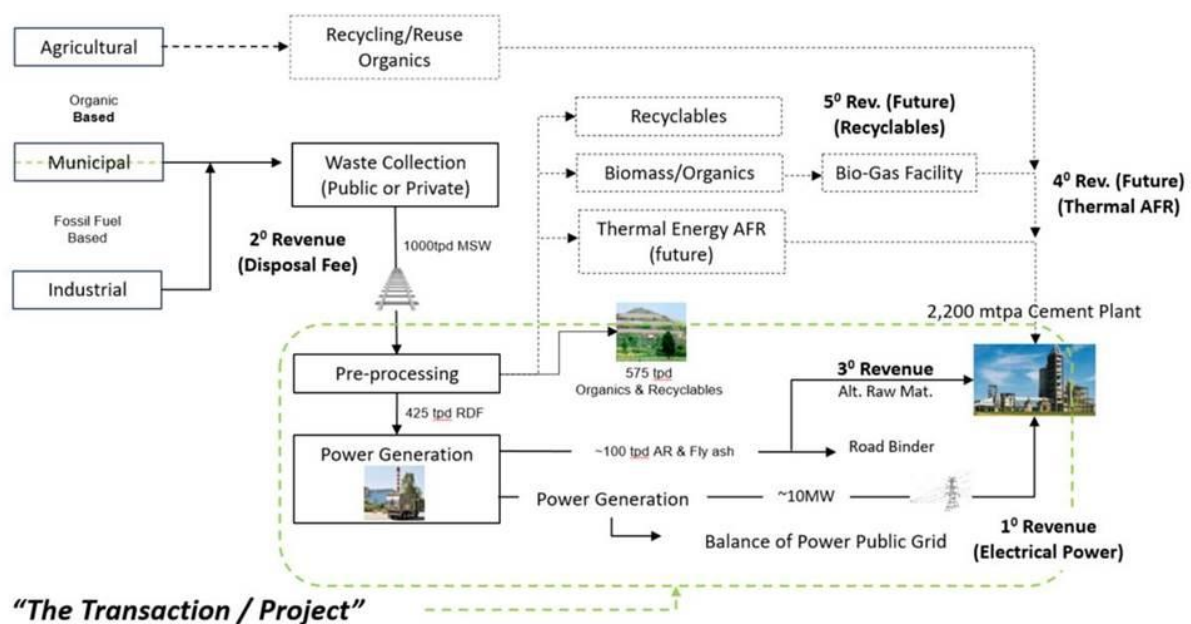 Agricultural
Recycling/Reuse
Organics
Organic
Based
Municipal
Fossil Fuel
Based
Industrial
Waste Collection
(Public or Private)
2⁰ Revenue
(Disposal Fee)
1000tpd MSW
Recyclables
5⁰ Rev. (Future)
(Recyclables)
Biomass/Organics
Bio-Gas Facility
4⁰ Rev. (Future)
(Thermal AFR)
Thermal Energy AFR
(future)
2,200 mtpa Cement Plant
Pre-processing
575 tpd
Organics & Recyclables
3⁰ Revenue
Alt. Raw Mat.
425 tpd RDF
Power Generation
~100 tpd AR & Fly ash
Road Binder
Power Generation
~10MW
Balance of Power Public Grid
1⁰ Revenue
(Electrical Power)
“The Transaction / Project”